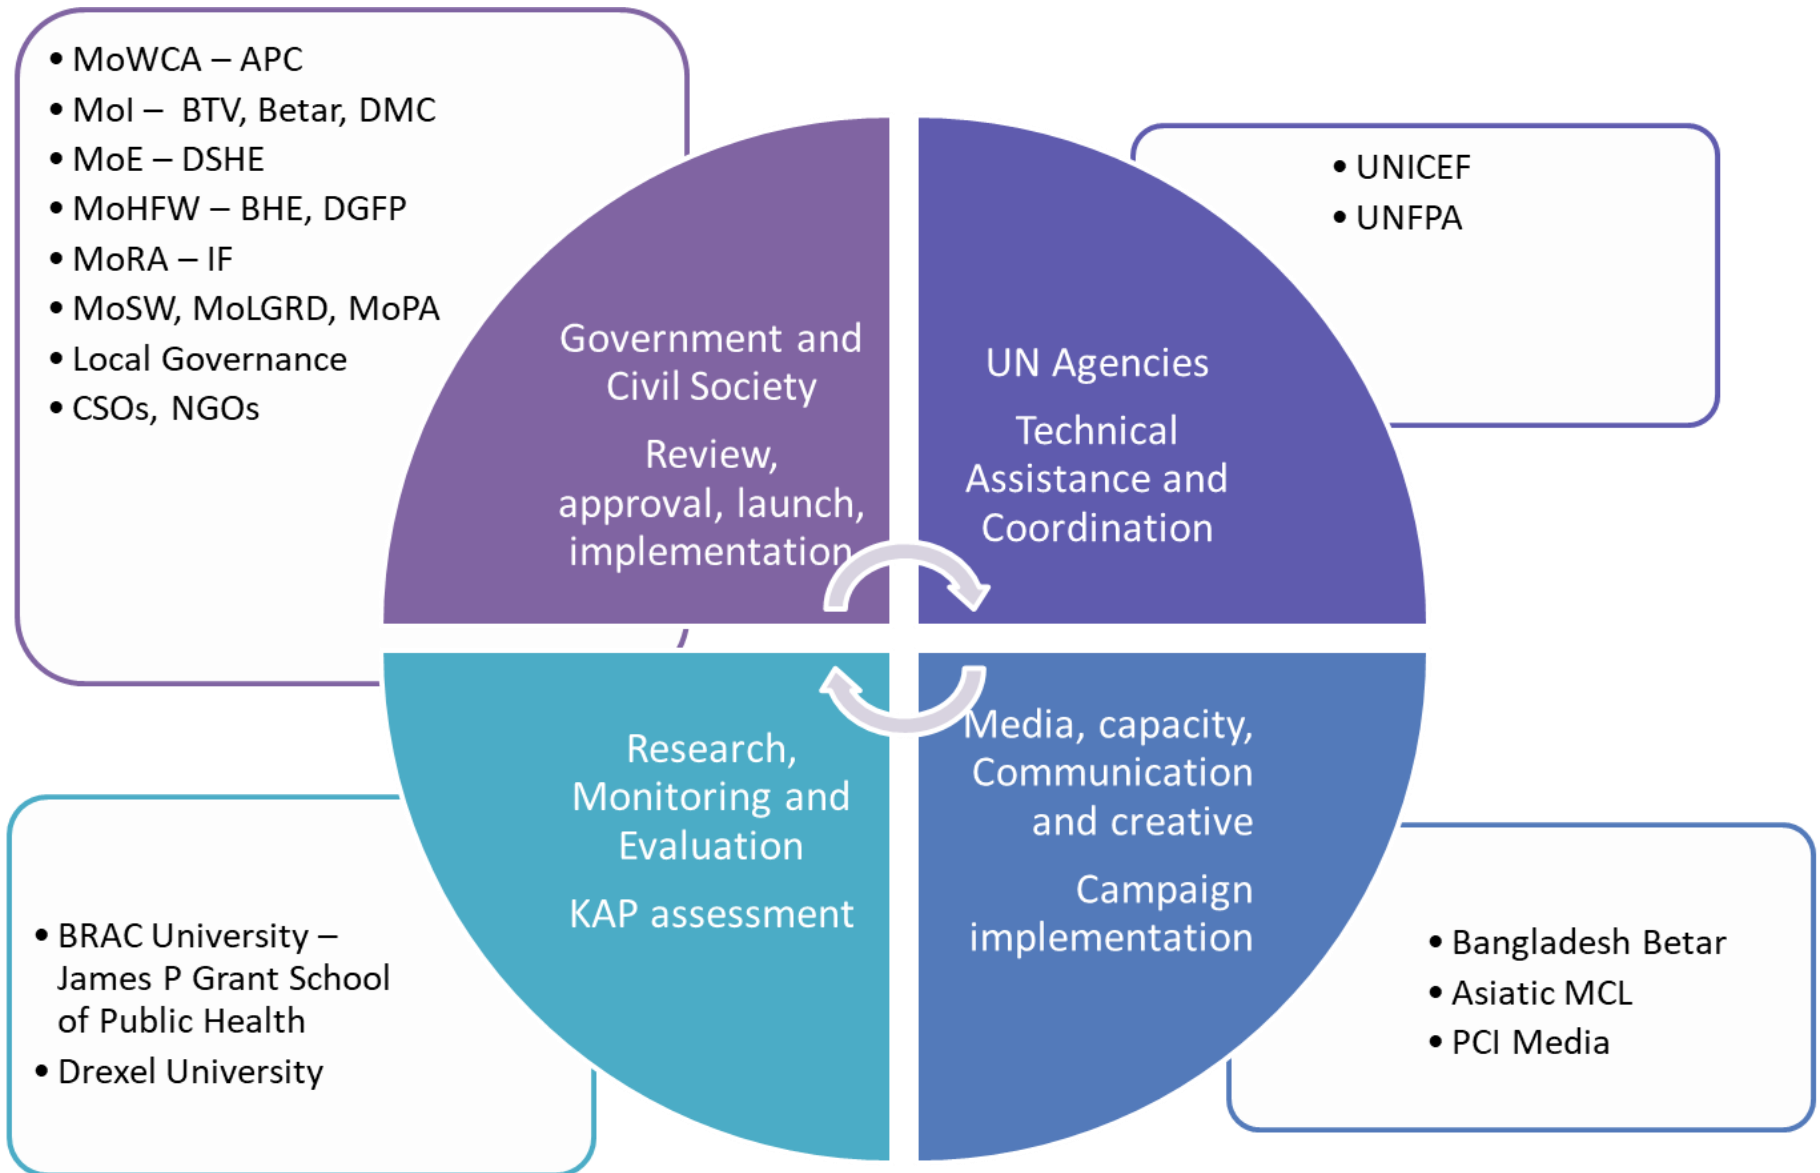 • MoWCA – APC
• MoI –  BTV, Betar, DMC
• MoE – DSHE
• MoHFW – BHE, DGFP
• MoRA – IF
• MoSW, MoLGRD, MoPA
• Local Governance
• CSOs, NGOs
Government and
Civil Society
Review,
approval, launch,
implementation
UN Agencies
Technical
Assistance and
Coordination
• UNICEF
• UNFPA
Research,
Monitoring and
Evaluation
KAP assessment
• BRAC University –
James P Grant School
of Public Health
• Drexel University
Media, capacity,
Communication
and creative
Campaign
implementation
• Bangladesh Betar
• Asiatic MCL
• PCI Media